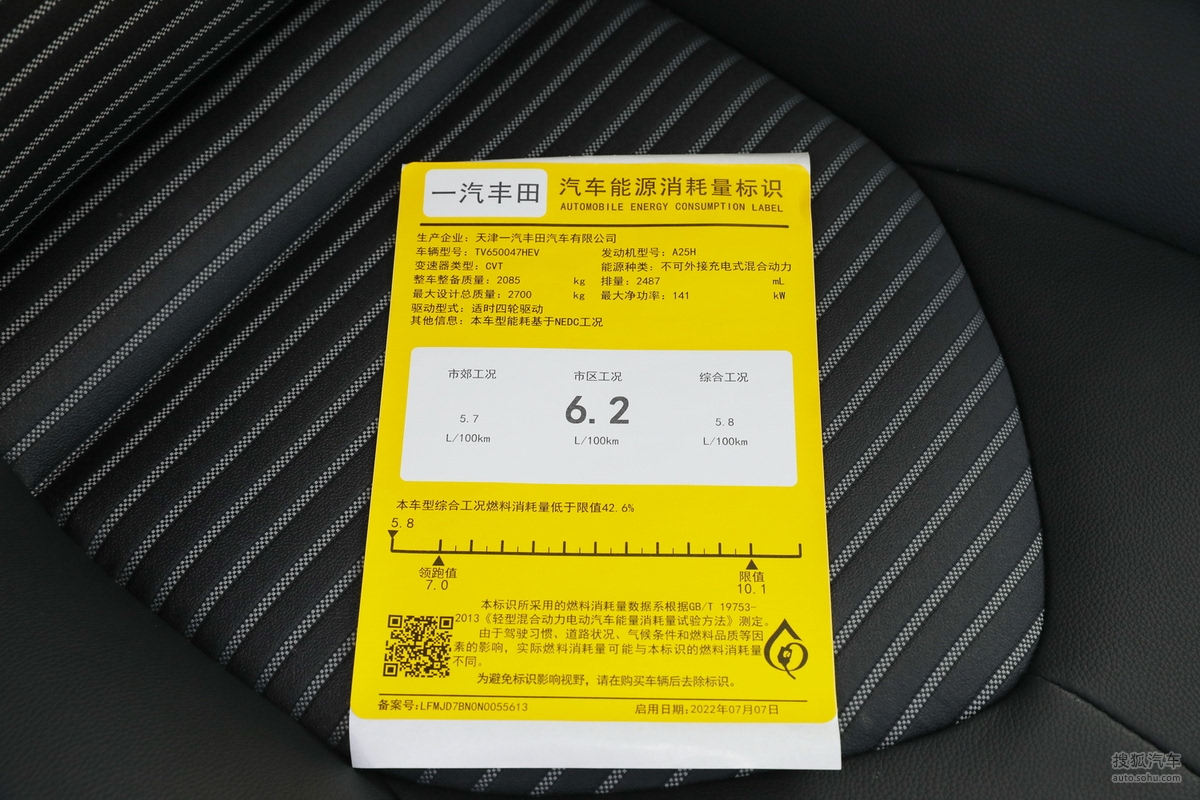 一汽丰田
汽车能源消耗量标识
AUTOMOBILE ENERGY CONSUMPTION LABEL
生产企业：天津一汽丰田汽车有限公司
车辆型号：TV650047HEV 发动机型号：A25H
变速器类型：CVT 能源种类：不可外接充电式混合动力
整车整备质量：2085 kg 排量：2487 mL
最大设计总质量：2700 kg 最大净功率：141 kW
驱动型式：适时四轮驱动
其他信息：本车型能耗基于NEDC工况
市郊工况 市区工况 综合工况
5.7 6.2 5.8
L/100km L/100km L/100km
本车型综合工况燃料消耗量低于限值42.6%
5.8
领跑值 限值
7.0 10.1
本标识所采用的燃料消耗量数据系根据GB/T 19753-
2013《轻型混合动力电动汽车能量消耗量试验方法》测定。
由于驾驶习惯、道路状况、气候条件和燃料品质等因
素的影响，实际燃料消耗量可能与本标识的燃料消耗量
不同。
为避免标识影响视野，请在购买车辆后去除标识。
备案号:LFMJD7BN0N0055613 启用日期:2022年07月07日
搜狐汽车
auto.sohu.com